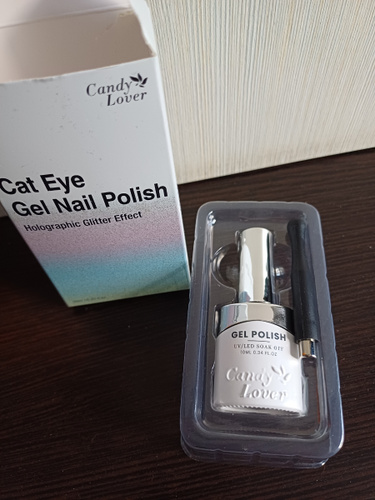 Candy
Lover
Cat Eye
Gel Nail Polish
Holographic Glitter Effect
GEL POLISH
UV/LED SOAK OFF
10ML 0.34 FL.OZ
Candy
Lover